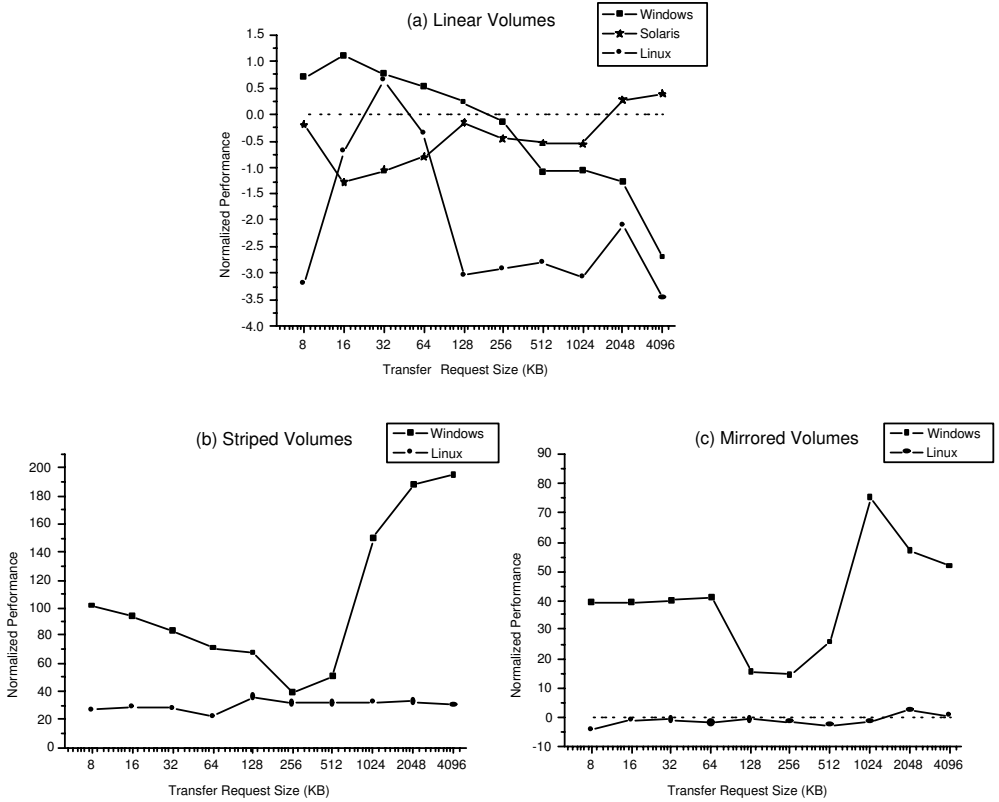 (a) Linear Volumes
Windows
Solaris
Linux
1.5
1.0
0.5
0.0
-0.5
-1.0
-1.5
-2.0
-2.5
-3.0
-3.5
-4.0
Normalized Performance
8 16 32 64 128 256 512 1024 2048 4096
Transfer Request Size (KB)
(b) Striped Volumes
Windows
Linux
200
180
160
140
120
100
80
60
40
20
0
Normalized Performance
8 16 32 64 128 256 512 1024 2048 4096
Transfer Request Size (KB)
(c) Mirrored Volumes
Windows
Linux
90
80
70
60
50
40
30
20
10
0
-10
Normalized Performance
8 16 32 64 128 256 512 1024 2048 4096
Transfer Request Size (KB)